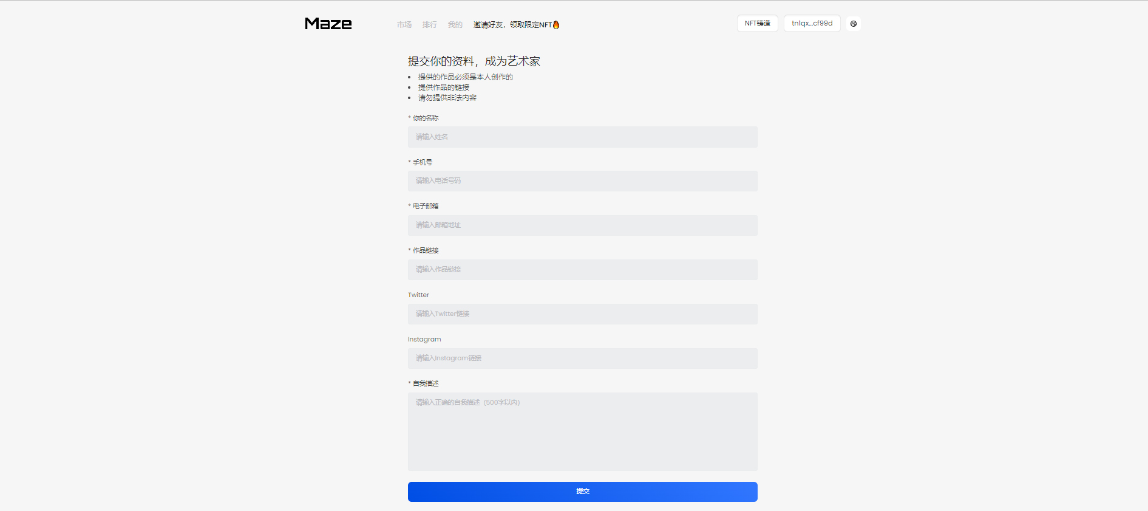 Maze
市场 排行 我的 邀请好友，领取限定NFT🔥
NFT铸造 tnfqx...cf99d
提交你的资料，成为艺术家
• 提供的作品必须是本人创作的
• 提供作品的链接
• 请勿提供非法内容
* 你的名称
请输入姓名
* 手机号
请输入电话号码
* 电子邮箱
请输入邮箱地址
* 作品链接
请输入作品链接
Twitter
请输入Twitter链接
Instagram
请输入Instagram链接
* 自我描述
请输入正确的自我描述（500字以内）
提交